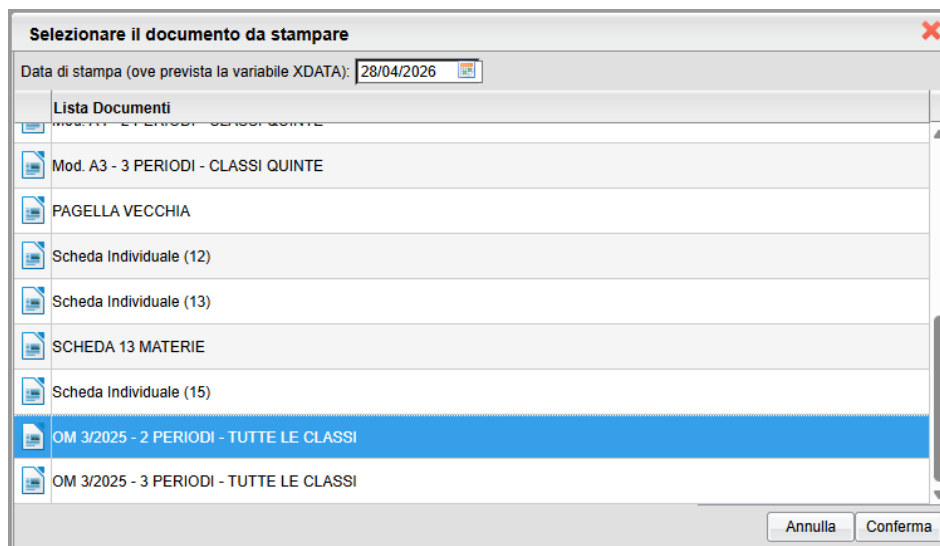 Selezionare il documento da stampare
Data di stampa (ove prevista la variabile XDATA): 28/04/2026
Lista Documenti
CLASSI QUINTE
Mod. A3 - 3 PERIODI - CLASSI QUINTE
PAGELLA VECCHIA
Scheda Individuale (12)
Scheda Individuale (13)
SCHEDA 13 MATERIE
Scheda Individuale (15)
OM 3/2025 - 2 PERIODI - TUTTE LE CLASSI
OM 3/2025 - 3 PERIODI - TUTTE LE CLASSI
Annulla Conferma